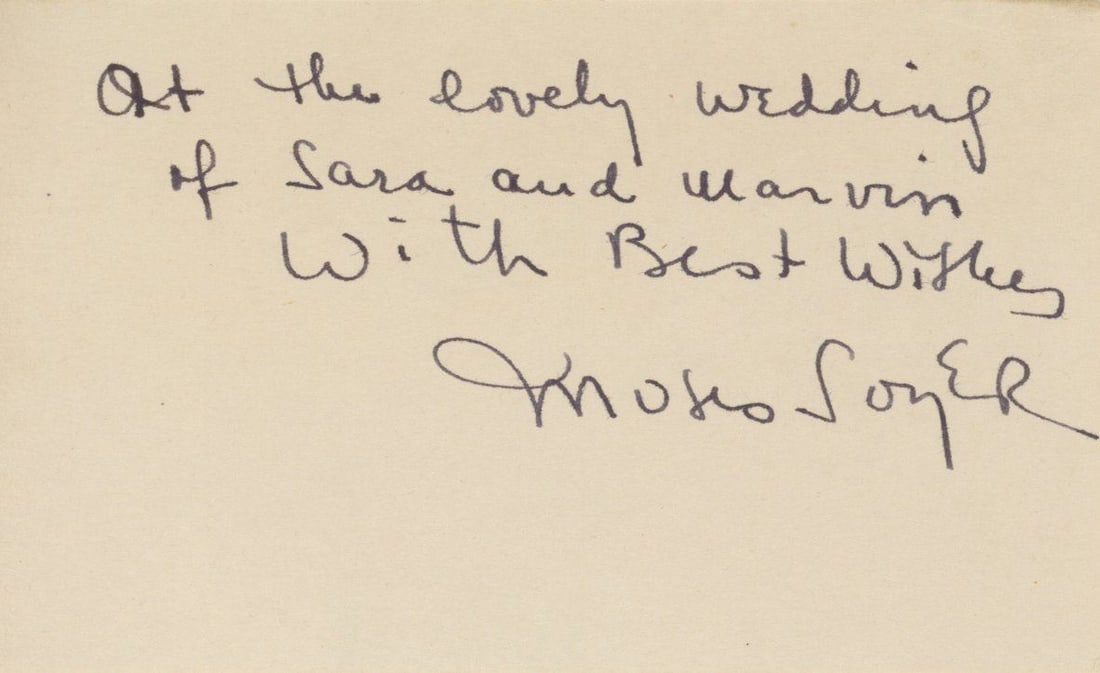 At the lovely wedding
of Sara and Marvin
With Best Wishes
Moses Soyer